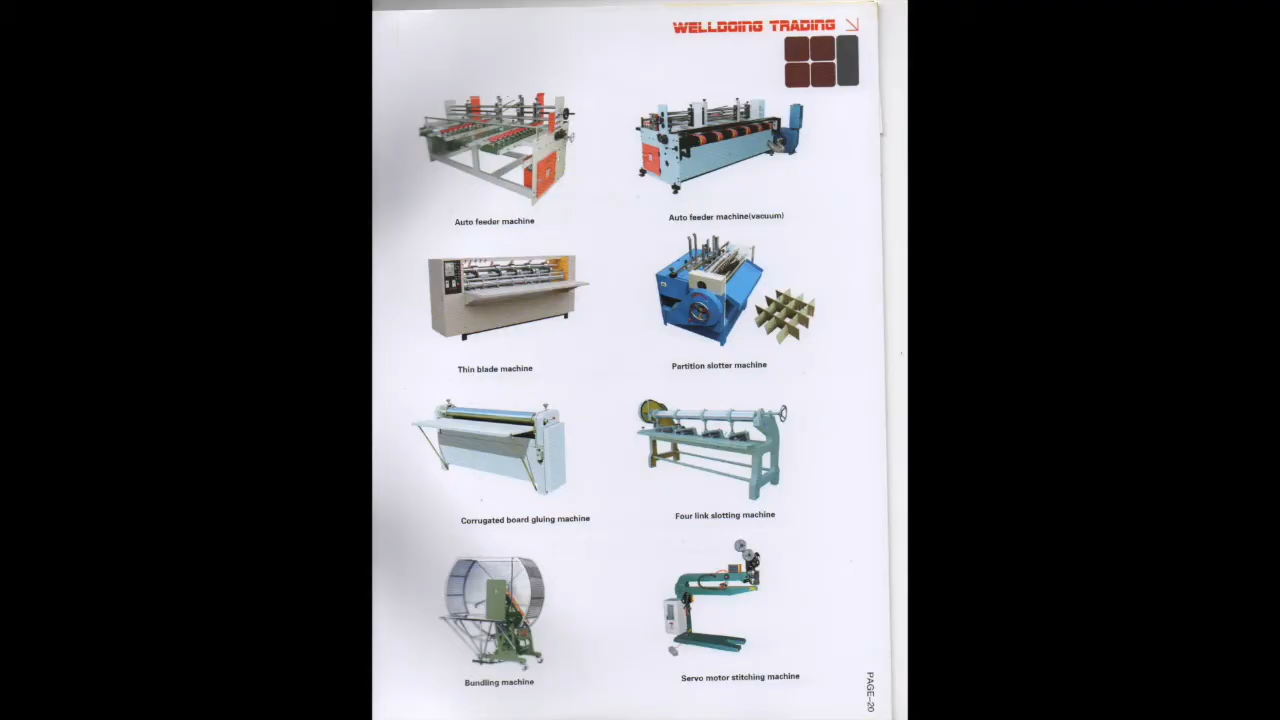 WELLDOING TRADING
Auto feeder machine
Auto feeder machine(vacuum)
Thin blade machine
Partition slotter machine
Corrugated board gluing machine
Four link slotting machine
Bundling machine
Servo motor stitching machine
PAGE-20